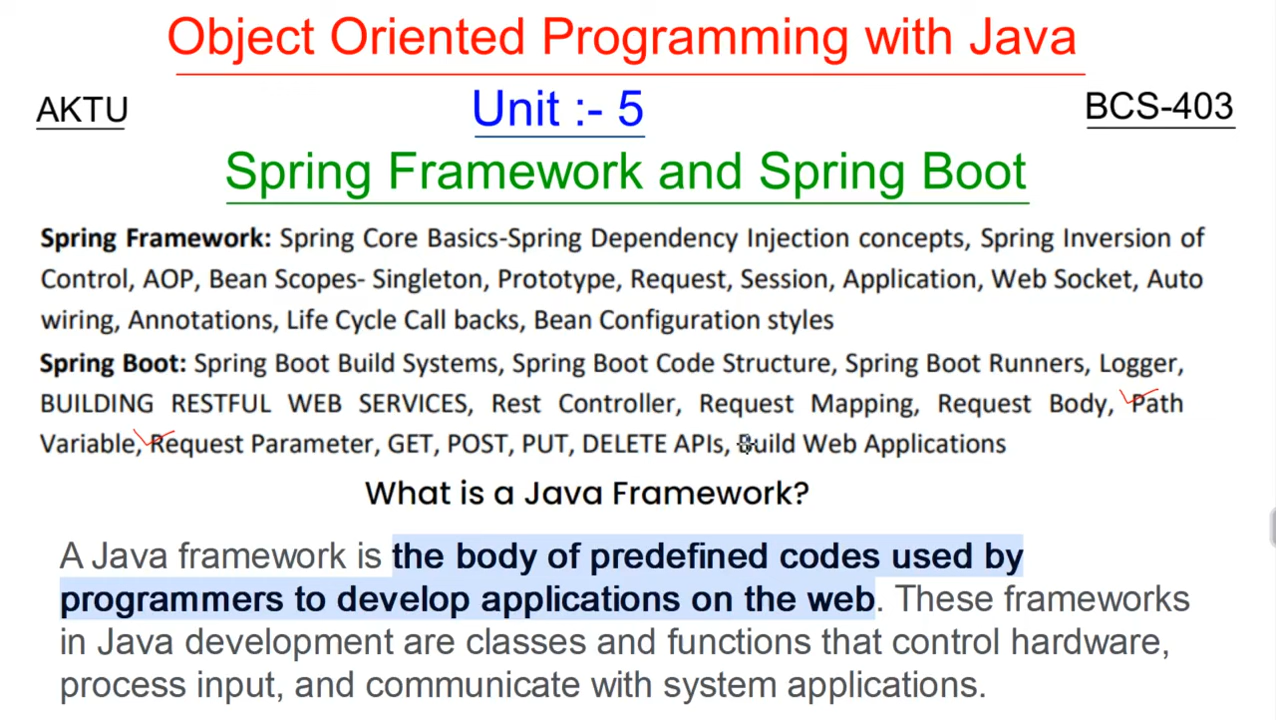 Object Oriented Programming with Java
AKTU Unit :- 5 BCS-403
Spring Framework and Spring Boot
Spring Framework: Spring Core Basics-Spring Dependency Injection concepts, Spring Inversion of
Control, AOP, Bean Scopes- Singleton, Prototype, Request, Session, Application, Web Socket, Auto
wiring, Annotations, Life Cycle Call backs, Bean Configuration styles
Spring Boot: Spring Boot Build Systems, Spring Boot Code Structure, Spring Boot Runners, Logger,
BUILDING RESTFUL WEB SERVICES, Rest Controller, Request Mapping, Request Body, Path
Variable, Request Parameter, GET, POST, PUT, DELETE APIs, Build Web Applications
What is a Java Framework?
A Java framework is the body of predefined codes used by
programmers to develop applications on the web. These frameworks
in Java development are classes and functions that control hardware,
process input, and communicate with system applications.